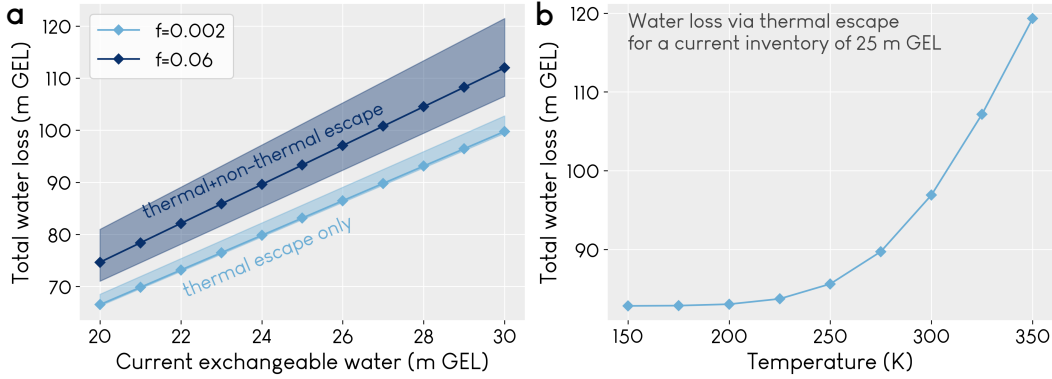 a
120
110
100
90
80
70
Total water loss (m GEL)
f=0.002
f=0.06
thermal+non-thermal escape
thermal escape only
20 22 24 26 28 30
Current exchangeable water (m GEL)
b
120
110
100
90
Total water loss (m GEL)
Water loss via thermal escape
for a current inventory of 25 m GEL
150 200 250 300 350
Temperature (K)